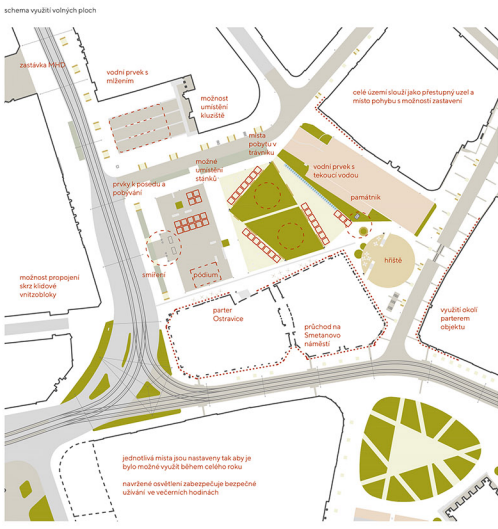 schema využití volných ploch
zastávka MHD
vodní prvek s
mlžením
možnost
umístění
kluziště
celé území slouží jako přestupný uzel a
místo pohybu s možností zastavení
místa
pobytu v
trávníku
možné
umístění
stánků
vodní prvek s
tekoucí vodou
prvky k posedu a
pobývání
památník
hřiště
smíření
pódium
možnost propojení
skrz klidové
vnitrobloky
parter
Ostravice
průchod na
Smetanovo
náměstí
využití okolí
parterem
objektu
jednotlivá místa jsou nastaveny tak aby je
bylo možné využít během celého roku
navržené osvětlení zabezpečuje bezpečné
užívání ve večerních hodinách